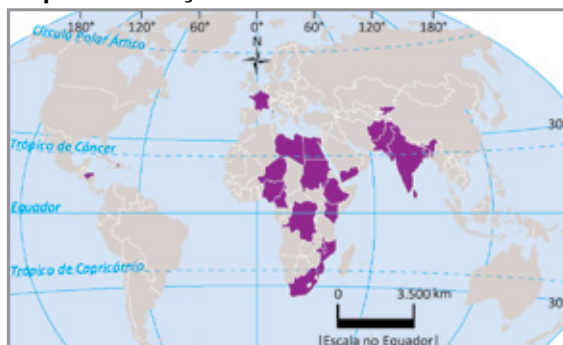 180° 120° 60° 0° 60° 120° 180°
N
Círculo Polar Ártico
30
Trópico de Câncer
Equador
Trópico de Capricórnio
0 3.500 km
30
[Escala no Equador]